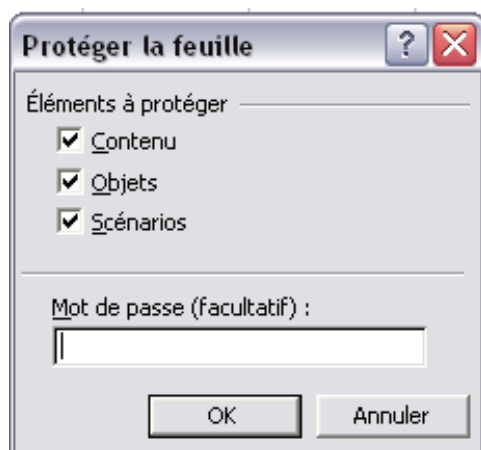 Protéger la feuille
Éléments à protéger
Contenu
Objets
Scénarios
Mot de passe (facultatif) :
OK
Annuler